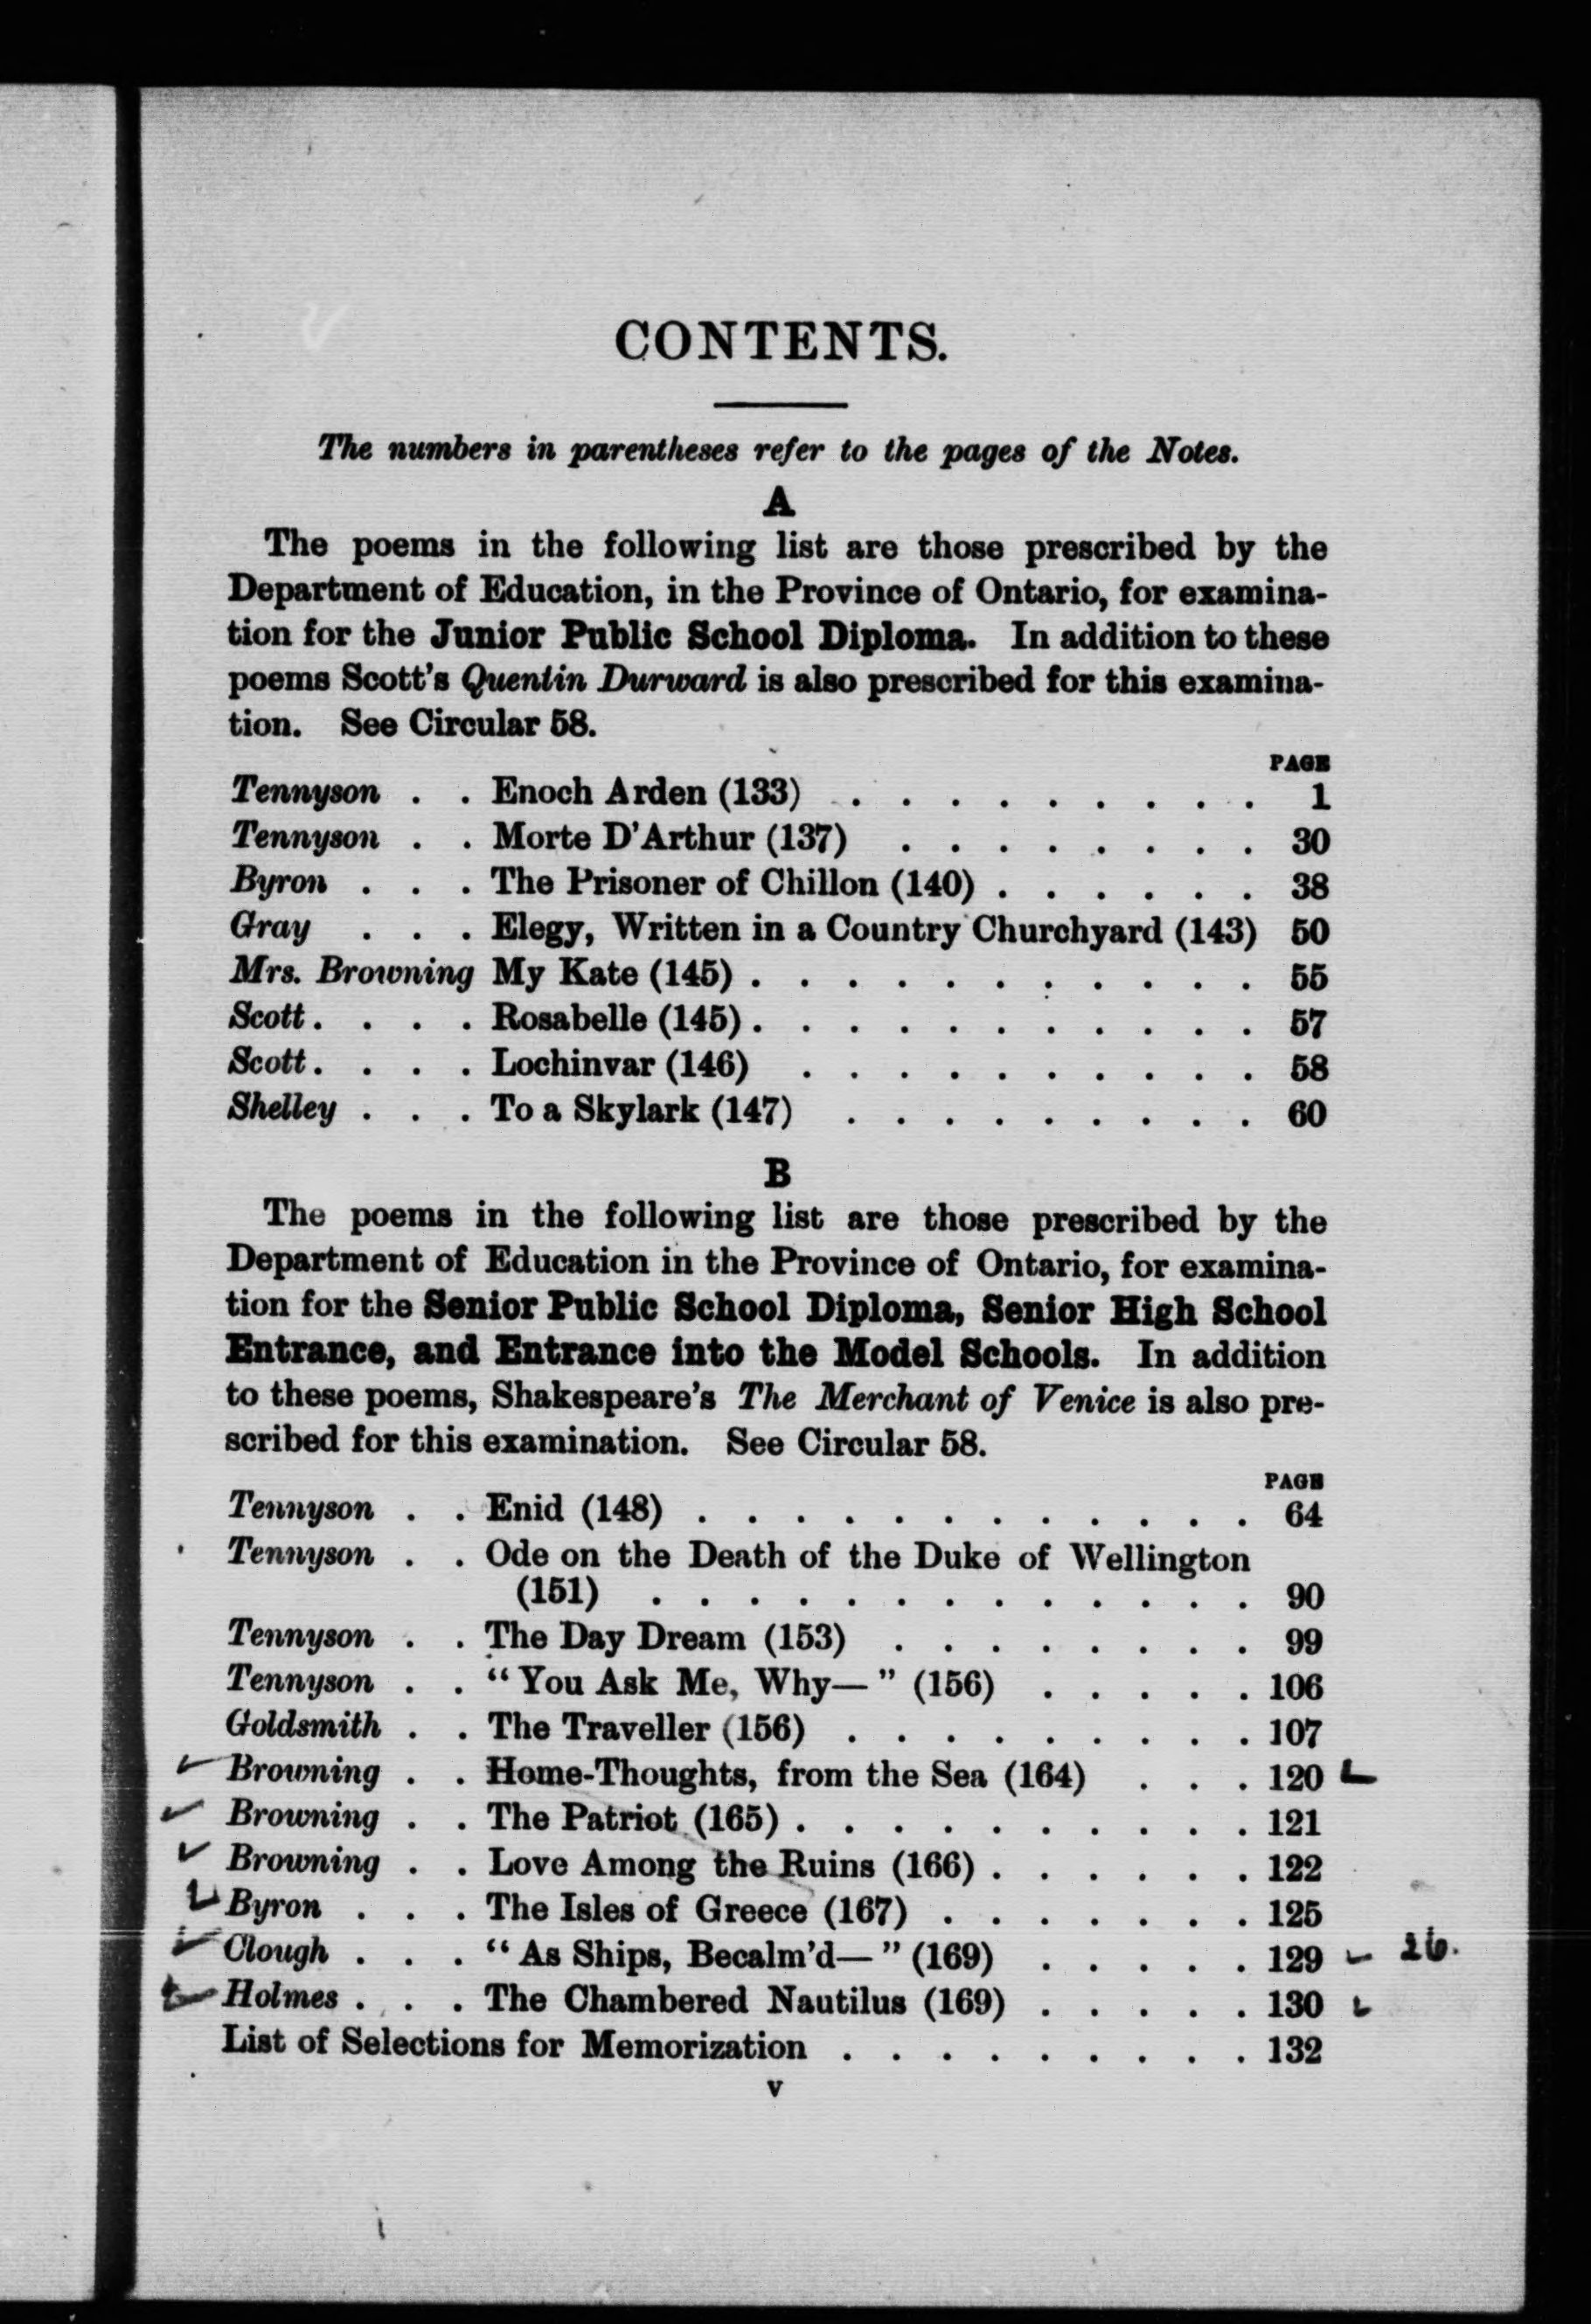 CONTENTS.
The numbers in parentheses refer to the pages of the Notes.
A
The poems in the following list are those prescribed by the
Department of Education, in the Province of Ontario, for examina-
tion for the Junior Public School Diploma. In addition to these
poems Scott's Quentin Durward is also prescribed for this examina-
tion. See Circular 58.
PAGE
Tennyson . . Enoch Arden (133) . . . . . . . . . 1
Tennyson . . Morte D'Arthur (137) . . . . . . . . 30
Byron . . . The Prisoner of Chillon (140) . . . . . . 38
Gray . . . Elegy, Written in a Country Churchyard (143) 50
Mrs. Browning My Kate (145) . . . . . . . . . . . 55
Scott . . . . Rosabelle (145) . . . . . . . . . . . 57
Scott . . . . Lochinvar (146) . . . . . . . . . . 58
Shelley . . . To a Skylark (147) . . . . . . . . . 60
B
The poems in the following list are those prescribed by the
Department of Education in the Province of Ontario, for examina-
tion for the Senior Public School Diploma, Senior High School
Entrance, and Entrance into the Model Schools. In addition
to these poems, Shakespeare's The Merchant of Venice is also pre-
scribed for this examination. See Circular 58.
PAGE
Tennyson . . Enid (148) . . . . . . . . . . . . 64
Tennyson . . Ode on the Death of the Duke of Wellington
(151) . . . . . . . . . . . . . 90
Tennyson . . The Day Dream (153) . . . . . . . . 99
Tennyson . . “You Ask Me, Why—” (156) . . . . . 106
Goldsmith . . The Traveller (156) . . . . . . . . . 107
Browning . . Home-Thoughts, from the Sea (164) . . . 120
Browning . . The Patriot (165) . . . . . . . . . . 121
Browning . . Love Among the Ruins (166) . . . . . . 122
Byron . . . The Isles of Greece (167) . . . . . . . 125
Clough . . . “As Ships, Becalm'd—” (169) . . . . . 129 26.
Holmes . . . The Chambered Nautilus (169) . . . . . 130
List of Selections for Memorization . . . . . . . . . 132
v